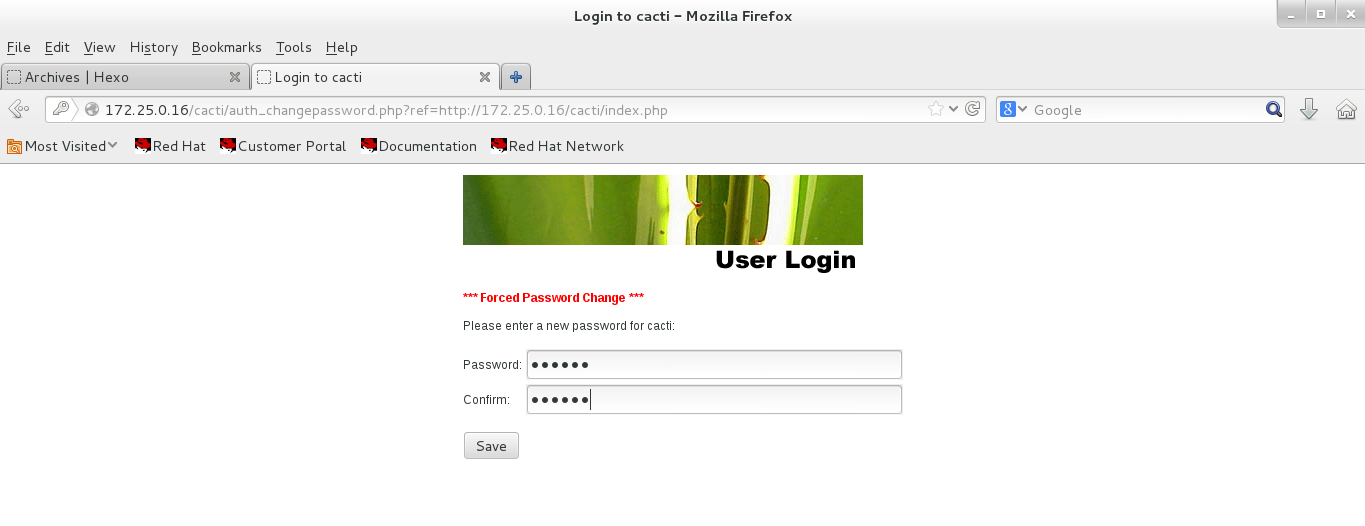 Login to cacti - Mozilla Firefox
File Edit View History Bookmarks Tools Help
Archives | Hexo Login to cacti
172.25.0.16/cacti/auth_changepassword.php?ref=http://172.25.0.16/cacti/index.php Google
Most Visited Red Hat Customer Portal Documentation Red Hat Network
User Login
*** Forced Password Change ***
Please enter a new password for cacti:
Password: ●●●●●●
Confirm: ●●●●●●
Save